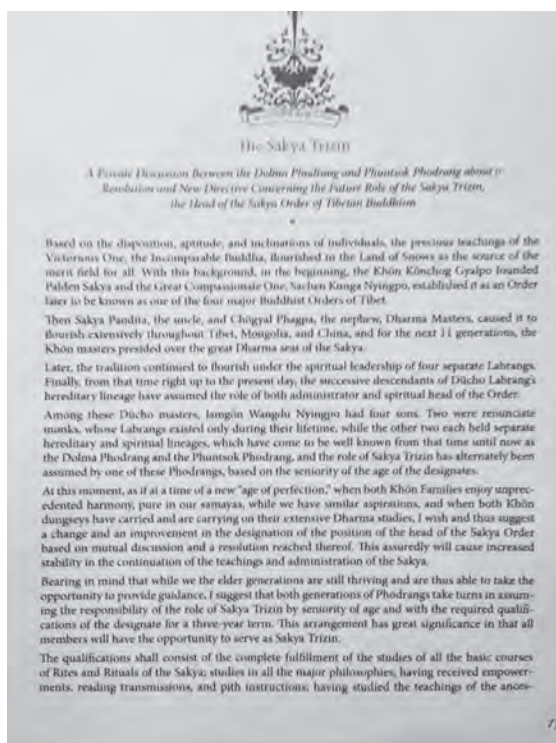 The Sakya Trizin
A Private Discussion Between the Dolma Phodrang and Phuntsok Phodrang about a
Resolution and New Directive Concerning the Future Role of the Sakya Trizin,
the Head of the Sakya Order of Tibetan Buddhism
Based on the disposition, aptitude, and inclinations of individuals, the precious teachings of the
Victorious One, the Incomparable Buddha, flourished in the Land of Snows as the source of the
merit field for all. With this background, in the beginning, the Khön Könchog Gyalpo founded
Palden Sakya and the Great Compassionate One, Sachen Kunga Nyingpo, established it as an Order
later to be known as one of the four major Buddhist Orders of Tibet.
Then Sakya Pandita, the uncle, and Chögyal Phagpa, the nephew, Dharma Masters, caused it to
flourish extensively throughout Tibet, Mongolia, and China, and for the next 11 generations, the
Khön masters presided over the great Dharma seat of the Sakya.
Later, the tradition continued to flourish under the spiritual leadership of four separate Labrangs.
Finally, from that time right up to the present day, the successive descendants of Dücho Labrang's
hereditary lineage have assumed the role of both administrator and spiritual head of the Order.
Among these Dücho masters, Jamgön Wangdu Nyingpo had four sons. Two were renunciate
monks, whose Labrangs existed only during their lifetime, while the other two each held separate
hereditary and spiritual lineages, which have come to be well known from that time until now as
the Dolma Phodrang and the Phuntsok Phodrang, and the role of Sakya Trizin has alternately been
assumed by one of these Phodrangs, based on the seniority of the age of the designates.
At this moment, as if at a time of a new "age of perfection," when both Khön Families enjoy unprec-
edented harmony, pure in our samayas, while we have similar aspirations, and when both Khön
dungseys have carried and are carrying on their extensive Dharma studies, I wish and thus suggest
a change and an improvement in the designation of the position of the head of the Sakya Order
based on mutual discussion and a resolution reached thereof. This assuredly will cause increased
stability in the continuation of the teachings and administration of the Sakya.
Bearing in mind that while we the elder generations are still thriving and are thus able to take the
opportunity to provide guidance, I suggest that both generations of Phodrangs take turns in assum-
ing the responsibility of the role of Sakya Trizin by seniority of age and with the required qualifi-
cations of the designate for a three-year term. This arrangement has great significance in that all
members will have the opportunity to serve as Sakya Trizin.
The qualifications shall consist of the complete fulfillment of the studies of all the basic courses
of Rites and Rituals of the Sakya; studies in all the major philosophies, having received empower-
ments, reading transmissions, and pith instructions; having studied the teachings of the ances-